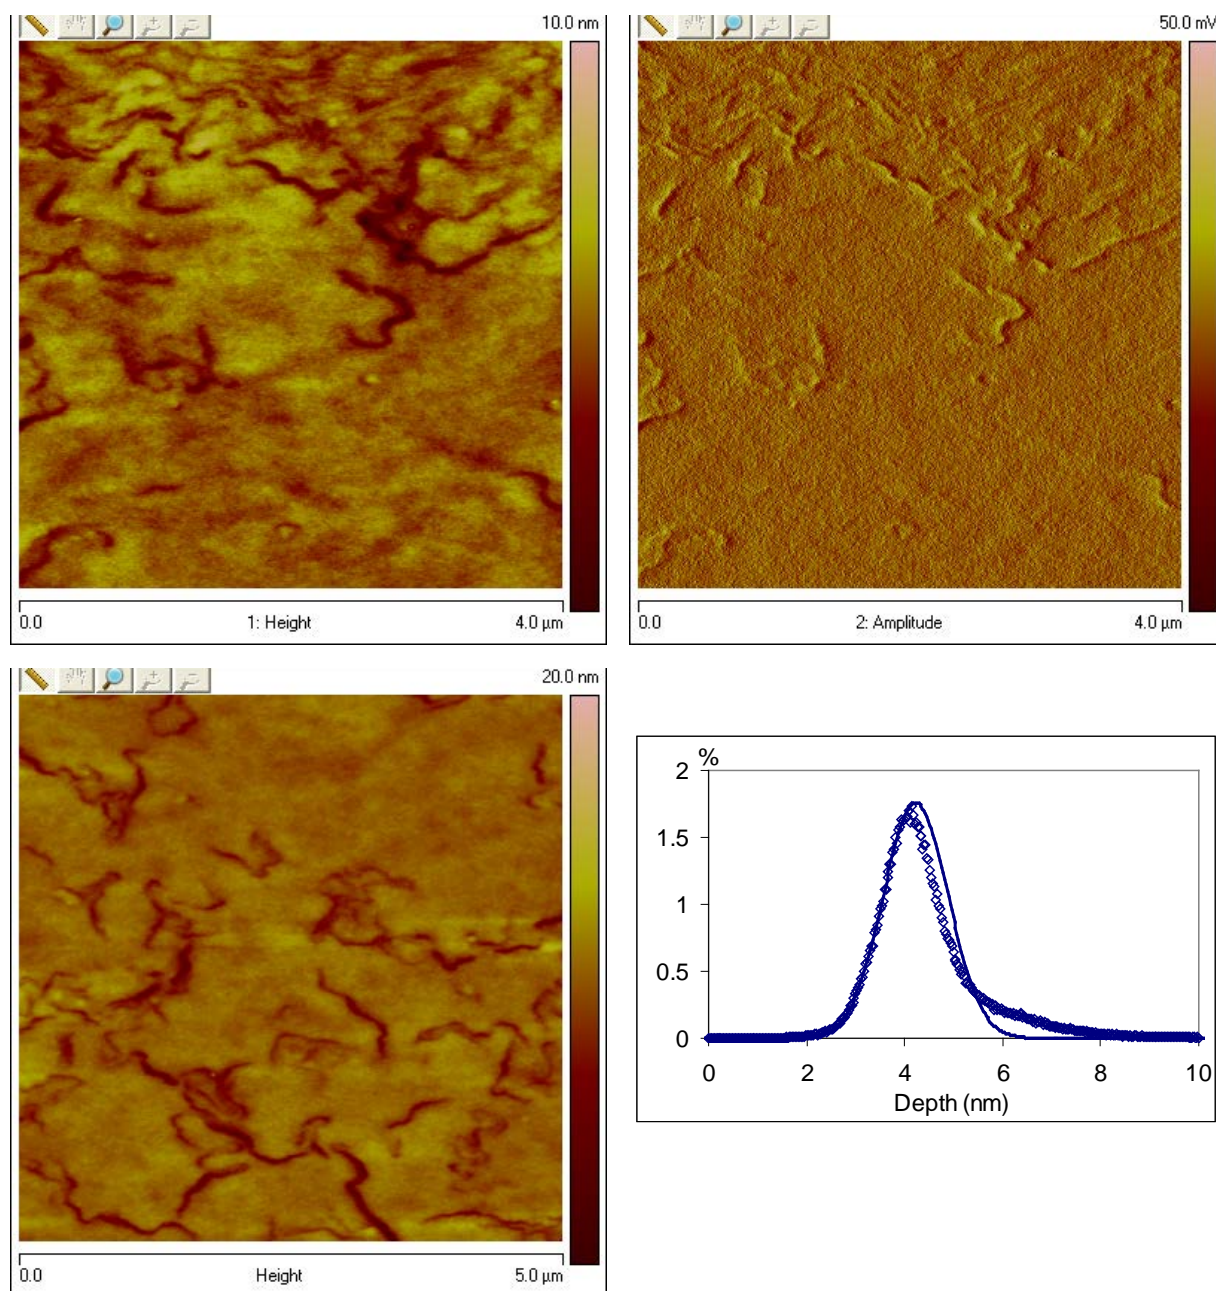 10.0 nm
50.0 mV
0.0 1: Height 4.0 µm
0.0 2: Amplitude 4.0 µm
20.0 nm
0.0 Height 5.0 µm
%
2
1.5
1
0.5
0
0 2 4 6 8 10
Depth (nm)